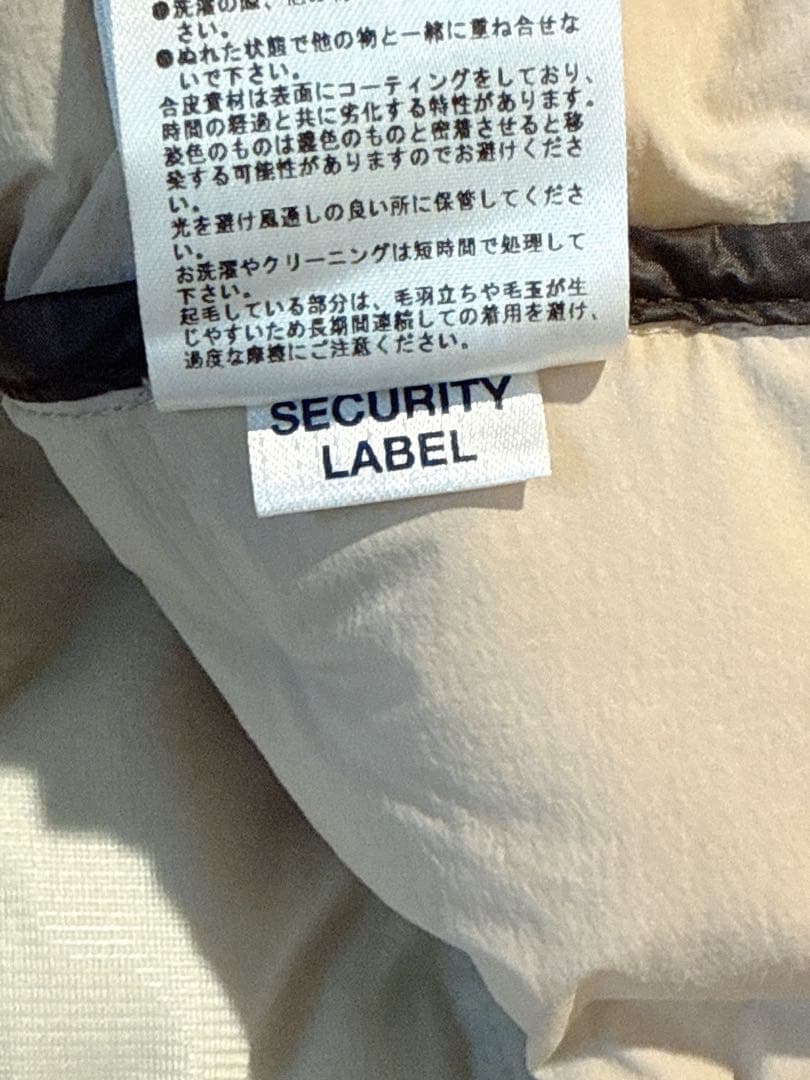 ●洗濯の際、他の
さい。
●ぬれた状態で他の物と一緒に重ね合せな
いで下さい。
合皮資材は表面にコーティングをしており、
時間の経過と共に劣化する特性があります。
淡色のものは濃色のものと密着させると移
発する可能性がありますのでお避けくださ
い。
光を避け風通しの良い所に保管してくださ
い。
お洗濯やクリーニングは短時間で処理して
下さい。
起毛している部分は、毛羽立ちや毛玉が生
じやすいため長期間連続しての着用を避け、
過度な摩擦にご注意ください。
SECURITY
LABEL